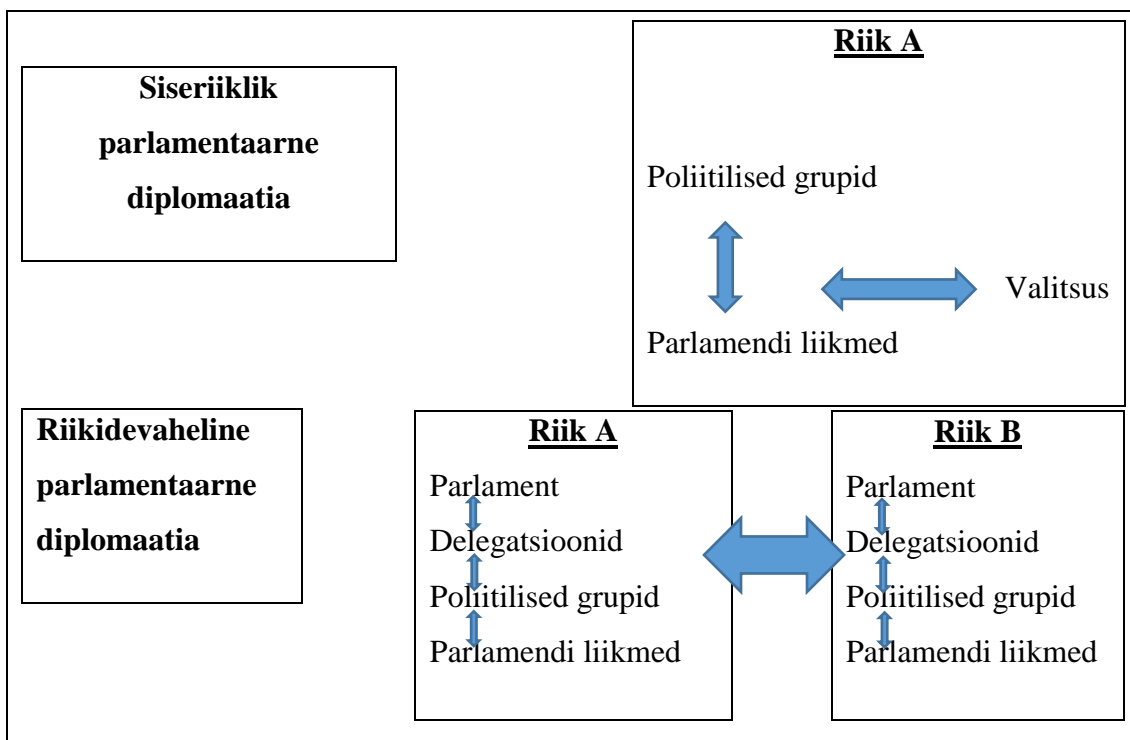 Siseriiklik
parlamentaarne
diplomaatia
Riik A
Poliitilised grupid
Valitsus
Parlamendi liikmed
Riikidevaheline
parlamentaarne
diplomaatia
Riik A
Parlament
Delegatsioonid
Poliitilised grupid
Parlamendi liikmed
Riik B
Parlament
Delegatsioonid
Poliitilised grupid
Parlamendi liikmed